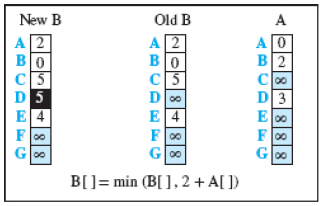 New B Old B A
A 2 A 2 A 0
B 0 B 0 B 2
C 5 C 5 C ∞
D 5 D ∞ D 3
E 4 E 4 E ∞
F ∞ F ∞ F ∞
G ∞ G ∞ G ∞
B[ ] = min (B[ ], 2 + A[ ])